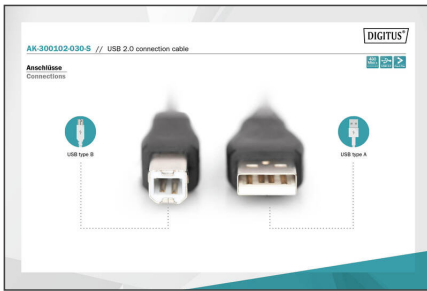 DIGITUS®
AK-300102-030-S // USB 2.0 connection cable
Anschlüsse
Connections
USB type B
USB type A